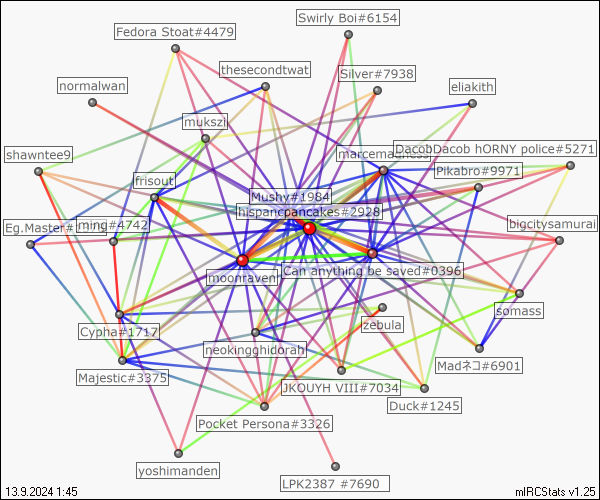 Swirly Boi#6154
Fedora Stoat#4479
thesecondtwat
Silver#7938
normalwan
eliakith
mukszi
DacobDacob hORNY police#5271
shawntee9
Pikabro#9971
frisout
Mushy#1984
hispancpancakes#2928
ming#4742
bigcitysamurai
moonraven
Can anything be saved#0396
somass
Cypha#1717
zebula
neokingghidorah
Madネコ#6901
Majestic#3375
JKOUYH VIII#7034
Duck#1245
Pocket Persona#3326
yoshimanden
LPK2387 #7690
13.9.2024 1:45
mIRCStats v1.25